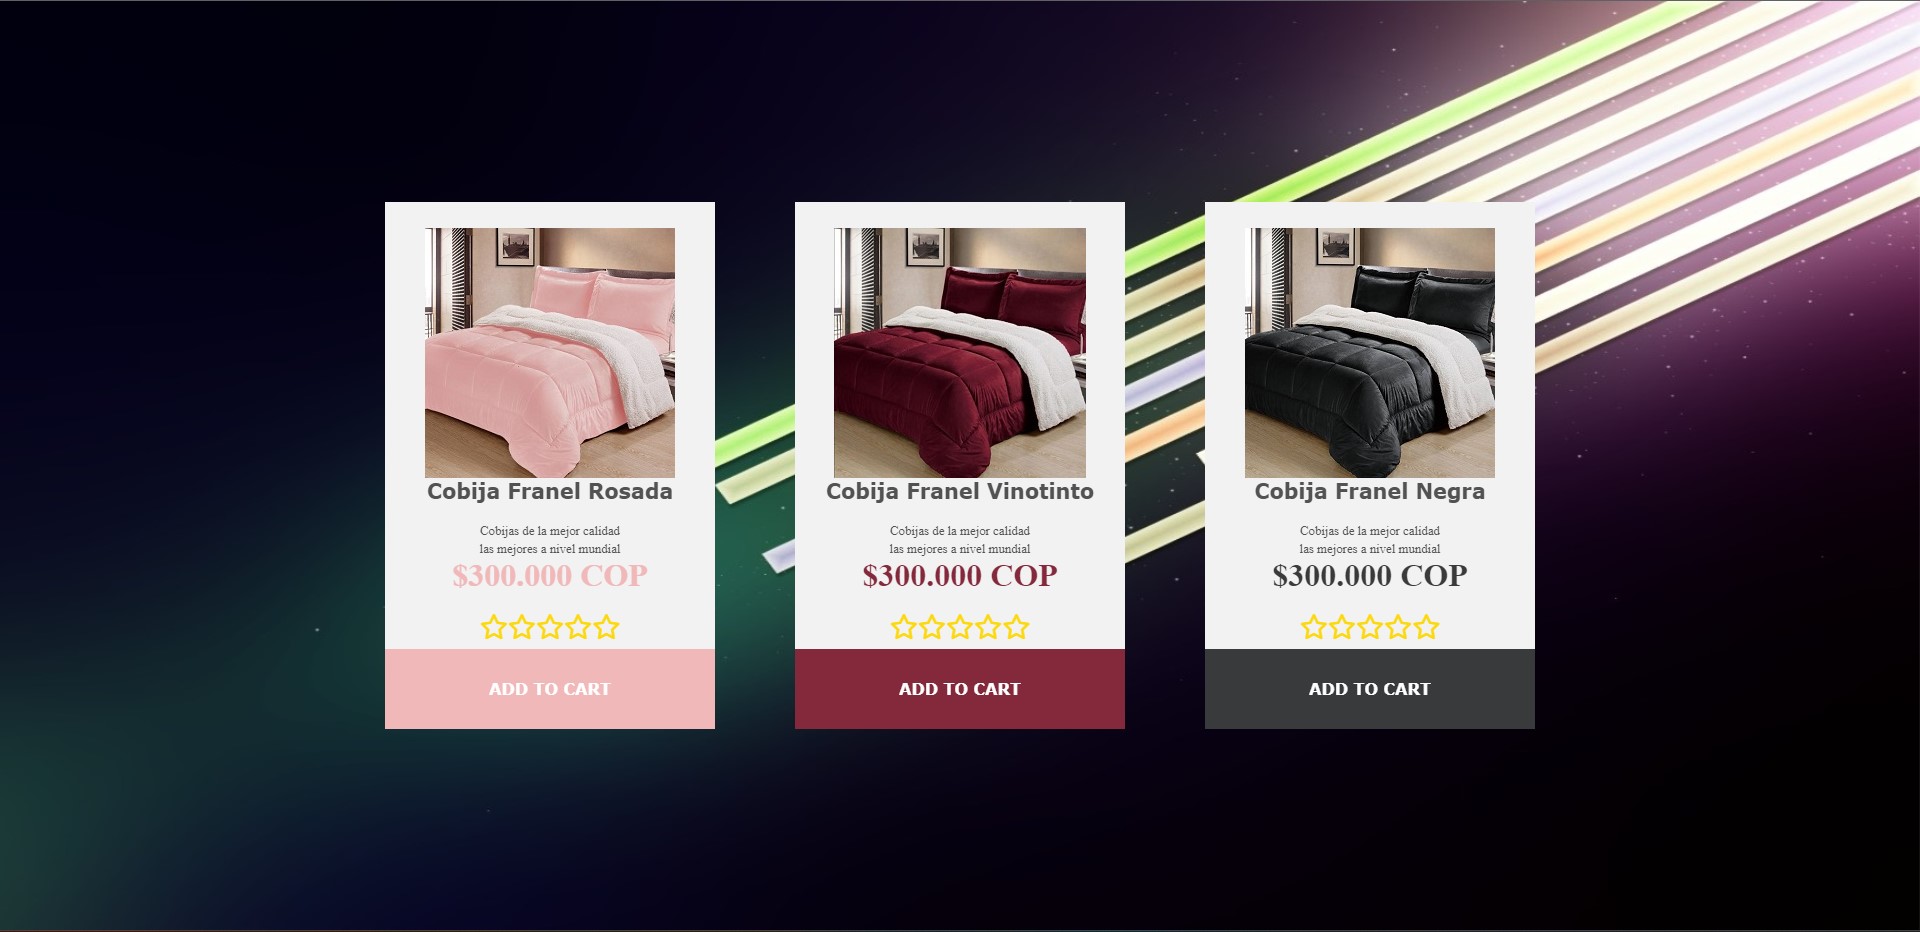 Cobija Franel Rosada
Cobijas de la mejor calidad
las mejores a nivel mundial
$300.000 COP
ADD TO CART
Cobija Franel Vinotinto
Cobijas de la mejor calidad
las mejores a nivel mundial
$300.000 COP
ADD TO CART
Cobija Franel Negra
Cobijas de la mejor calidad
las mejores a nivel mundial
$300.000 COP
ADD TO CART